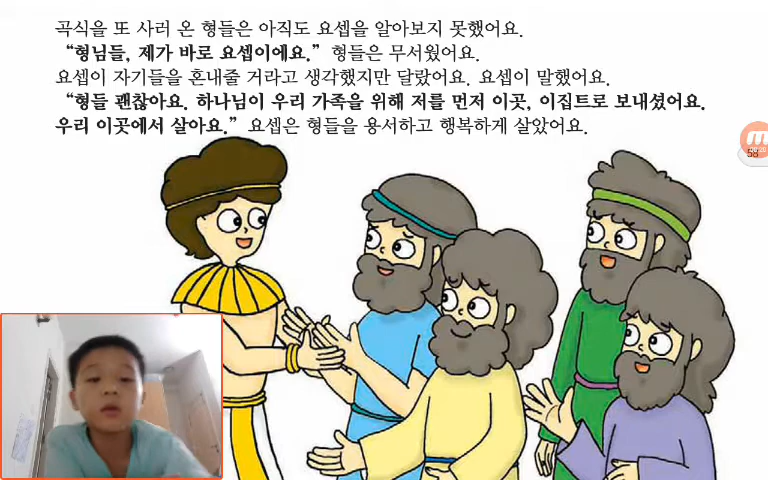 곡식을 또 사러 온 형들은 아직도 요셉을 알아보지 못했어요.
“형님들, 제가 바로 요셉이에요.” 형들은 무서웠어요.
요셉이 자기들을 혼내줄 거라고 생각했지만 달랐어요. 요셉이 말했어요.
“형들 괜찮아요. 하나님이 우리 가족을 위해 저를 먼저 이곳, 이집트로 보내셨어요.
우리 이곳에서 살아요.” 요셉은 형들을 용서하고 행복하게 살았어요.